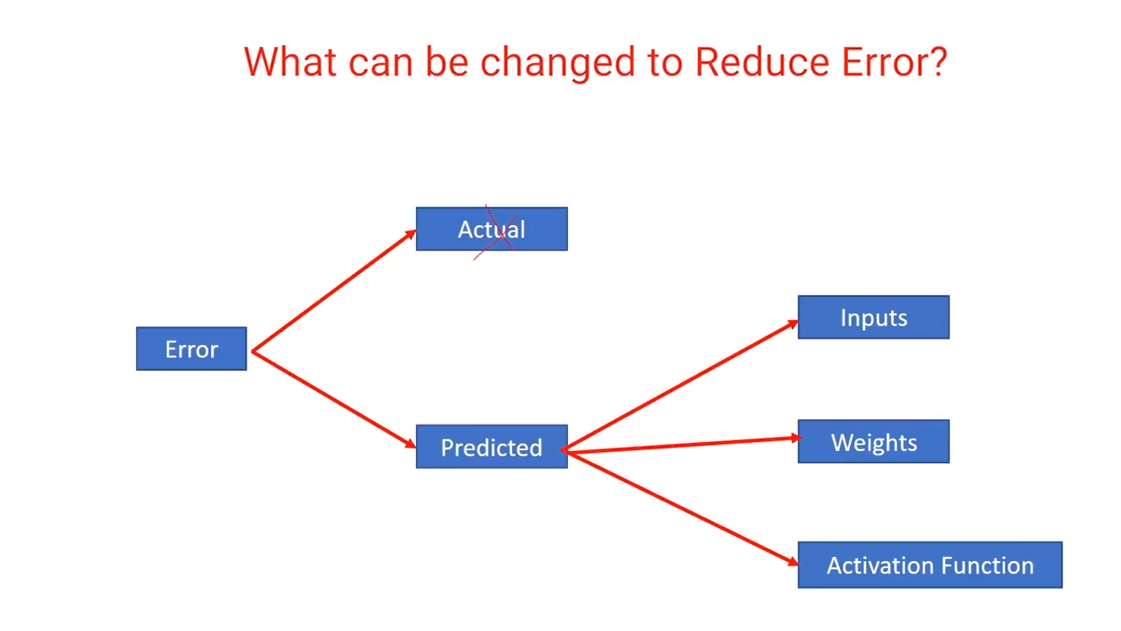 What can be changed to Reduce Error?
Actual
Inputs
Error
Weights
Predicted
Activation Function